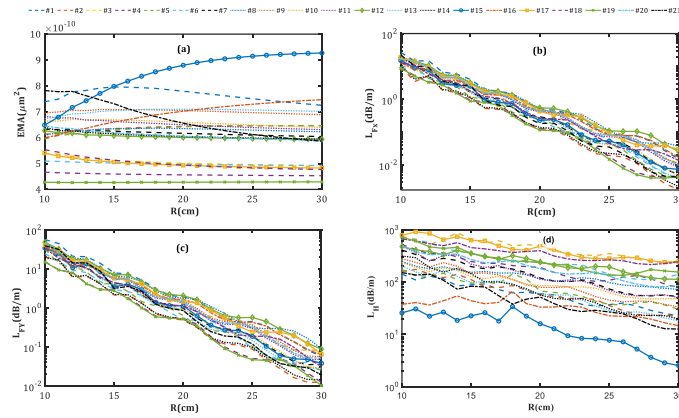 #1 #2 #3 #4 #5 #6 #7 #8 #9 #10 #11 #12 #13 #14 #15 #16 #17 #18 #19 #20 #21
×10⁻¹⁰
(a)
EMA(μm²)
10
9
8
7
6
5
4
10 15 20 25 30
R(cm)
(b)
L_FX (dB/m)
10²
10⁰
10⁻²
10 15 20 25 30
R(cm)
(c)
L_FY(dB/m)
10²
10¹
10⁰
10⁻¹
10⁻²
10 15 20 25 30
R(cm)
(d)
(dB/m)
10³
10²
10¹
10⁰
10 15 20 25 30
R(cm)